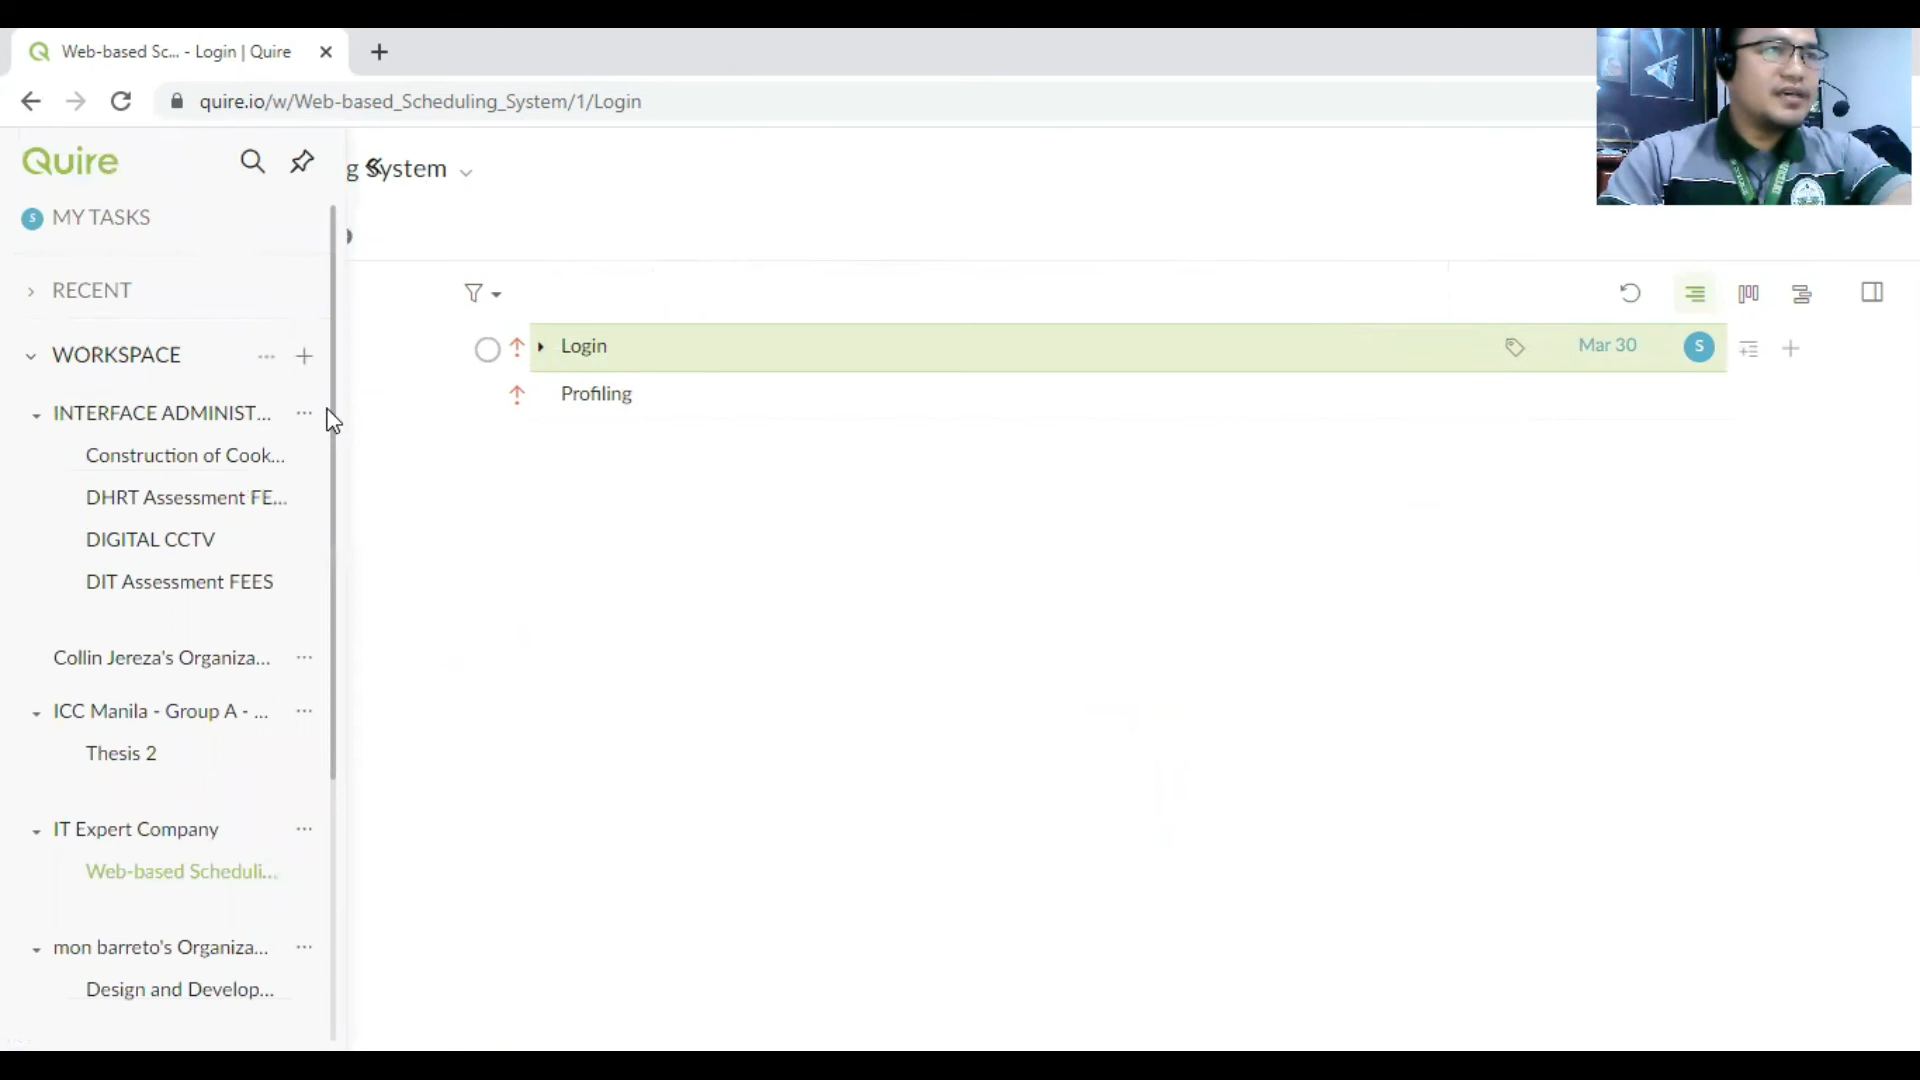 Web-based Sc... - Login | Quire
quire.io/w/Web-based_Scheduling_System/1/Login
Quire
g System
S MY TASKS
RECENT
WORKSPACE
INTERFACE ADMINIST...
Construction of Cook...
DHRT Assessment FE...
DIGITAL CCTV
DIT Assessment FEES
Collin Jereza's Organiza...
ICC Manila - Group A - ...
Thesis 2
IT Expert Company
Web-based Scheduli...
mon barreto's Organiza...
Design and Develop...
Login Mar 30 S
Profiling